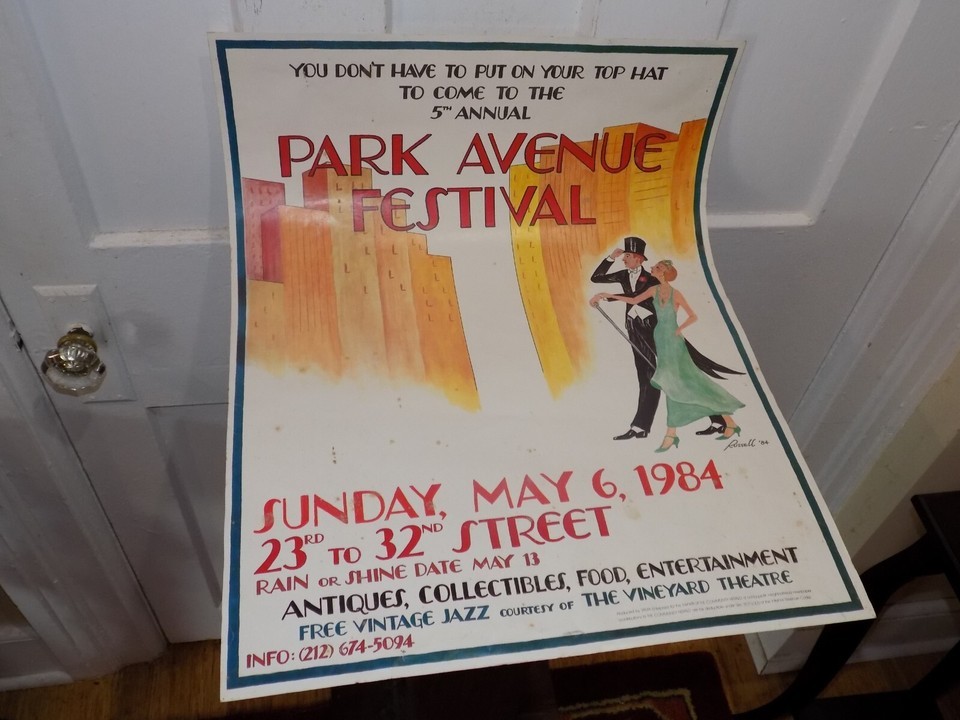 YOU DON'T HAVE TO PUT ON YOUR TOP HAT
TO COME TO THE
5TH ANNUAL
PARK AVENUE
FESTIVAL
'84
SUNDAY, MAY 6, 1984
23RD TO 32ND STREET
RAIN OR SHINE DATE MAY 13
ANTIQUES, COLLECTIBLES, FOOD, ENTERTAINMENT
FREE VINTAGE JAZZ COURTESY OF THE VINEYARD THEATRE
INFO: (212) 674-5094